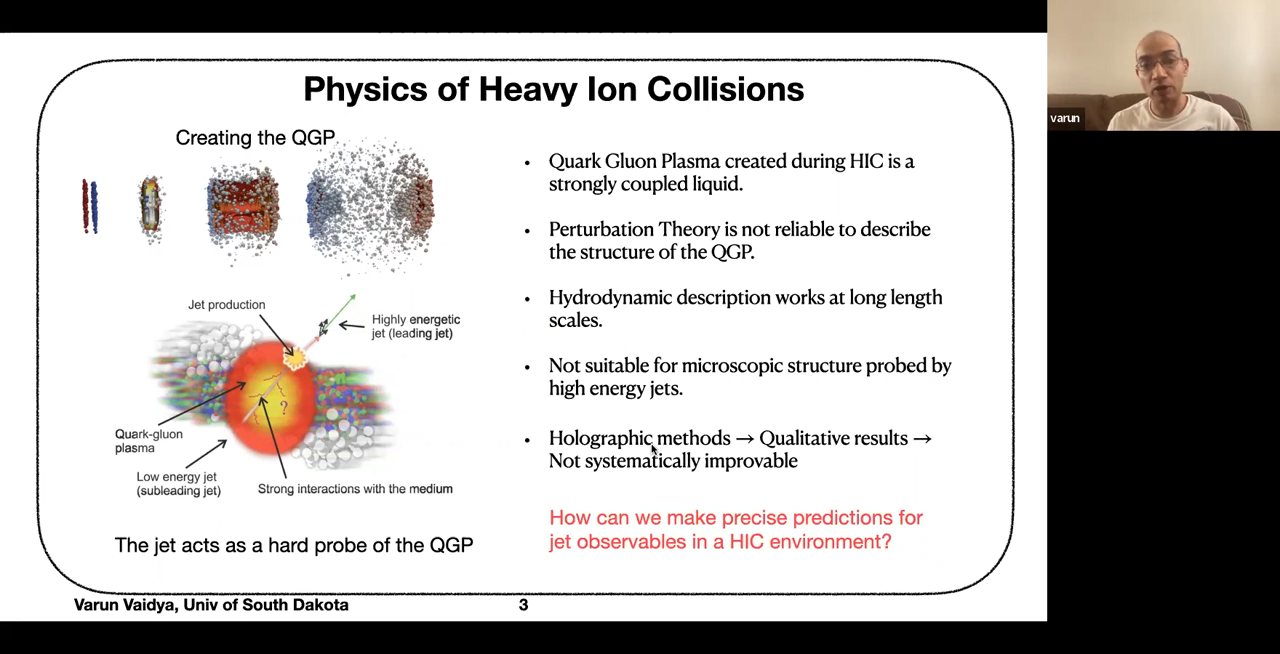 Physics of Heavy Ion Collisions
Creating the QGP
Jet production
Highly energetic
jet (leading jet)
?
Quark-gluon
plasma
Low energy jet
(subleading jet)
Strong interactions with the medium
The jet acts as a hard probe of the QGP
• Quark Gluon Plasma created during HIC is a
strongly coupled liquid.
• Perturbation Theory is not reliable to describe
the structure of the QGP.
• Hydrodynamic description works at long length
scales.
• Not suitable for microscopic structure probed by
high energy jets.
• Holographic methods → Qualitative results →
Not systematically improvable
How can we make precise predictions for
jet observables in a HIC environment?
Varun Vaidya, Univ of South Dakota
3
varun